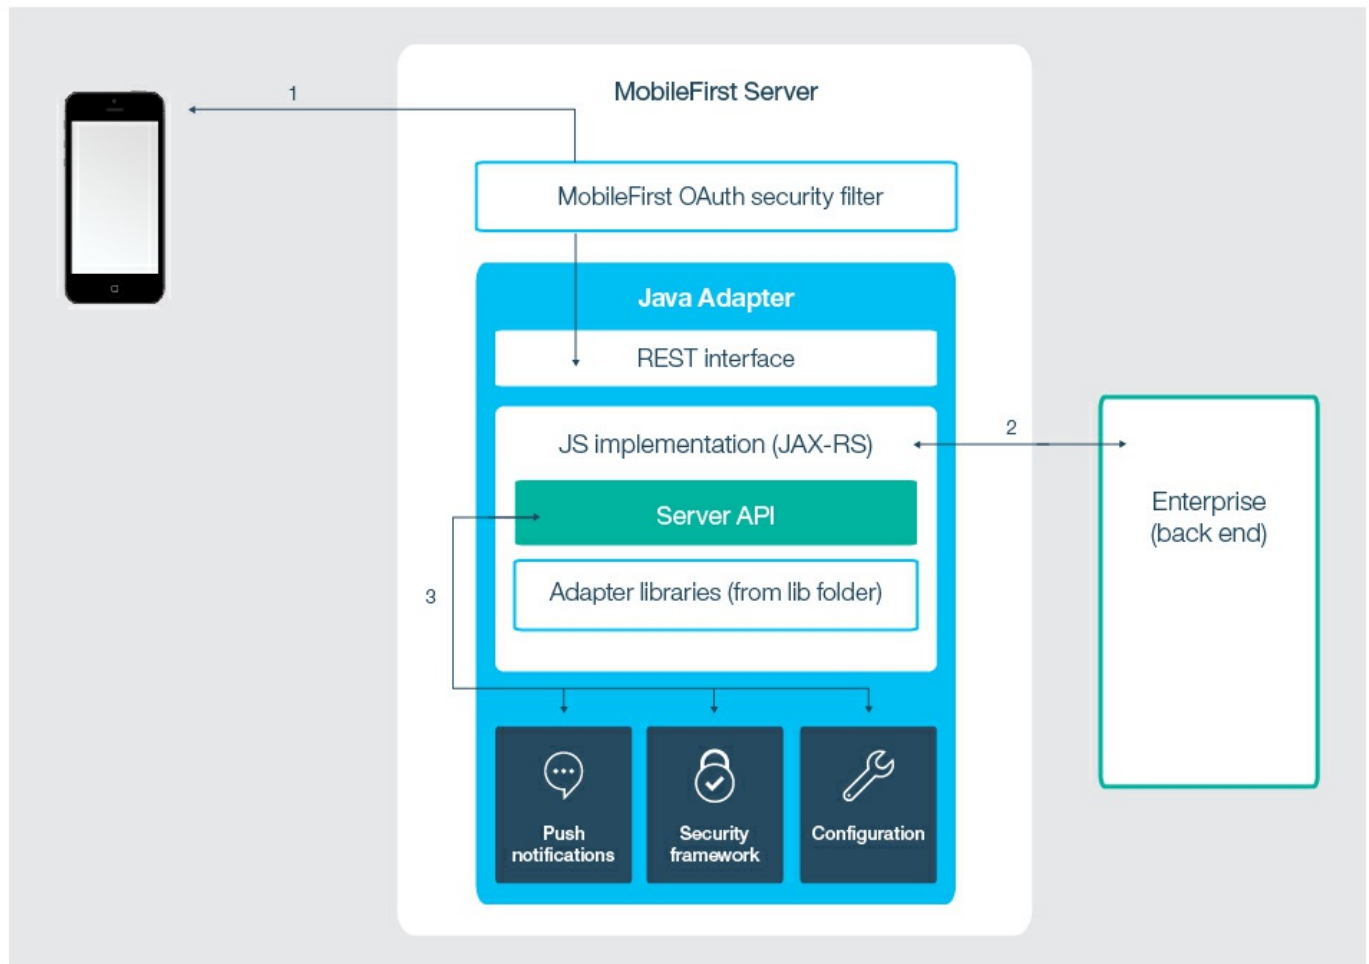 MobileFirst Server
1
MobileFirst OAuth security filter
Java Adapter
REST interface
JS implementation (JAX-RS)
2
Server API
Enterprise
(back end)
Adapter libraries (from lib folder)
3
Push
notifications
Security
framework
Configuration